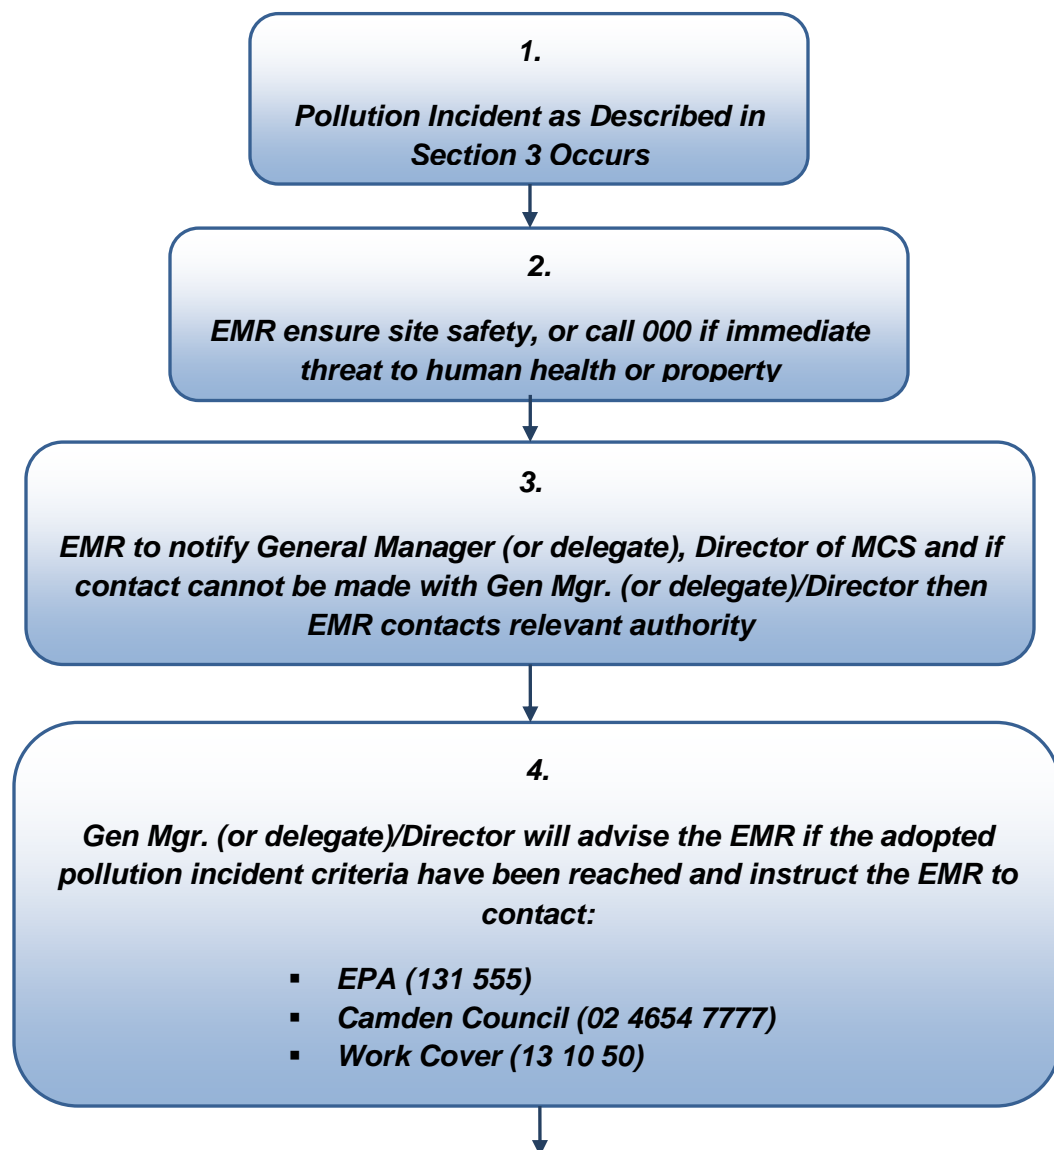 1.
Pollution Incident as Described in
Section 3 Occurs
2.
EMR ensure site safety, or call 000 if immediate
threat to human health or property
3.
EMR to notify General Manager (or delegate), Director of MCS and if
contact cannot be made with Gen Mgr. (or delegate)/Director then
EMR contacts relevant authority
4.
Gen Mgr. (or delegate)/Director will advise the EMR if the adopted
pollution incident criteria have been reached and instruct the EMR to
contact:
▪ EPA (131 555)
▪ Camden Council (02 4654 7777)
▪ Work Cover (13 10 50)